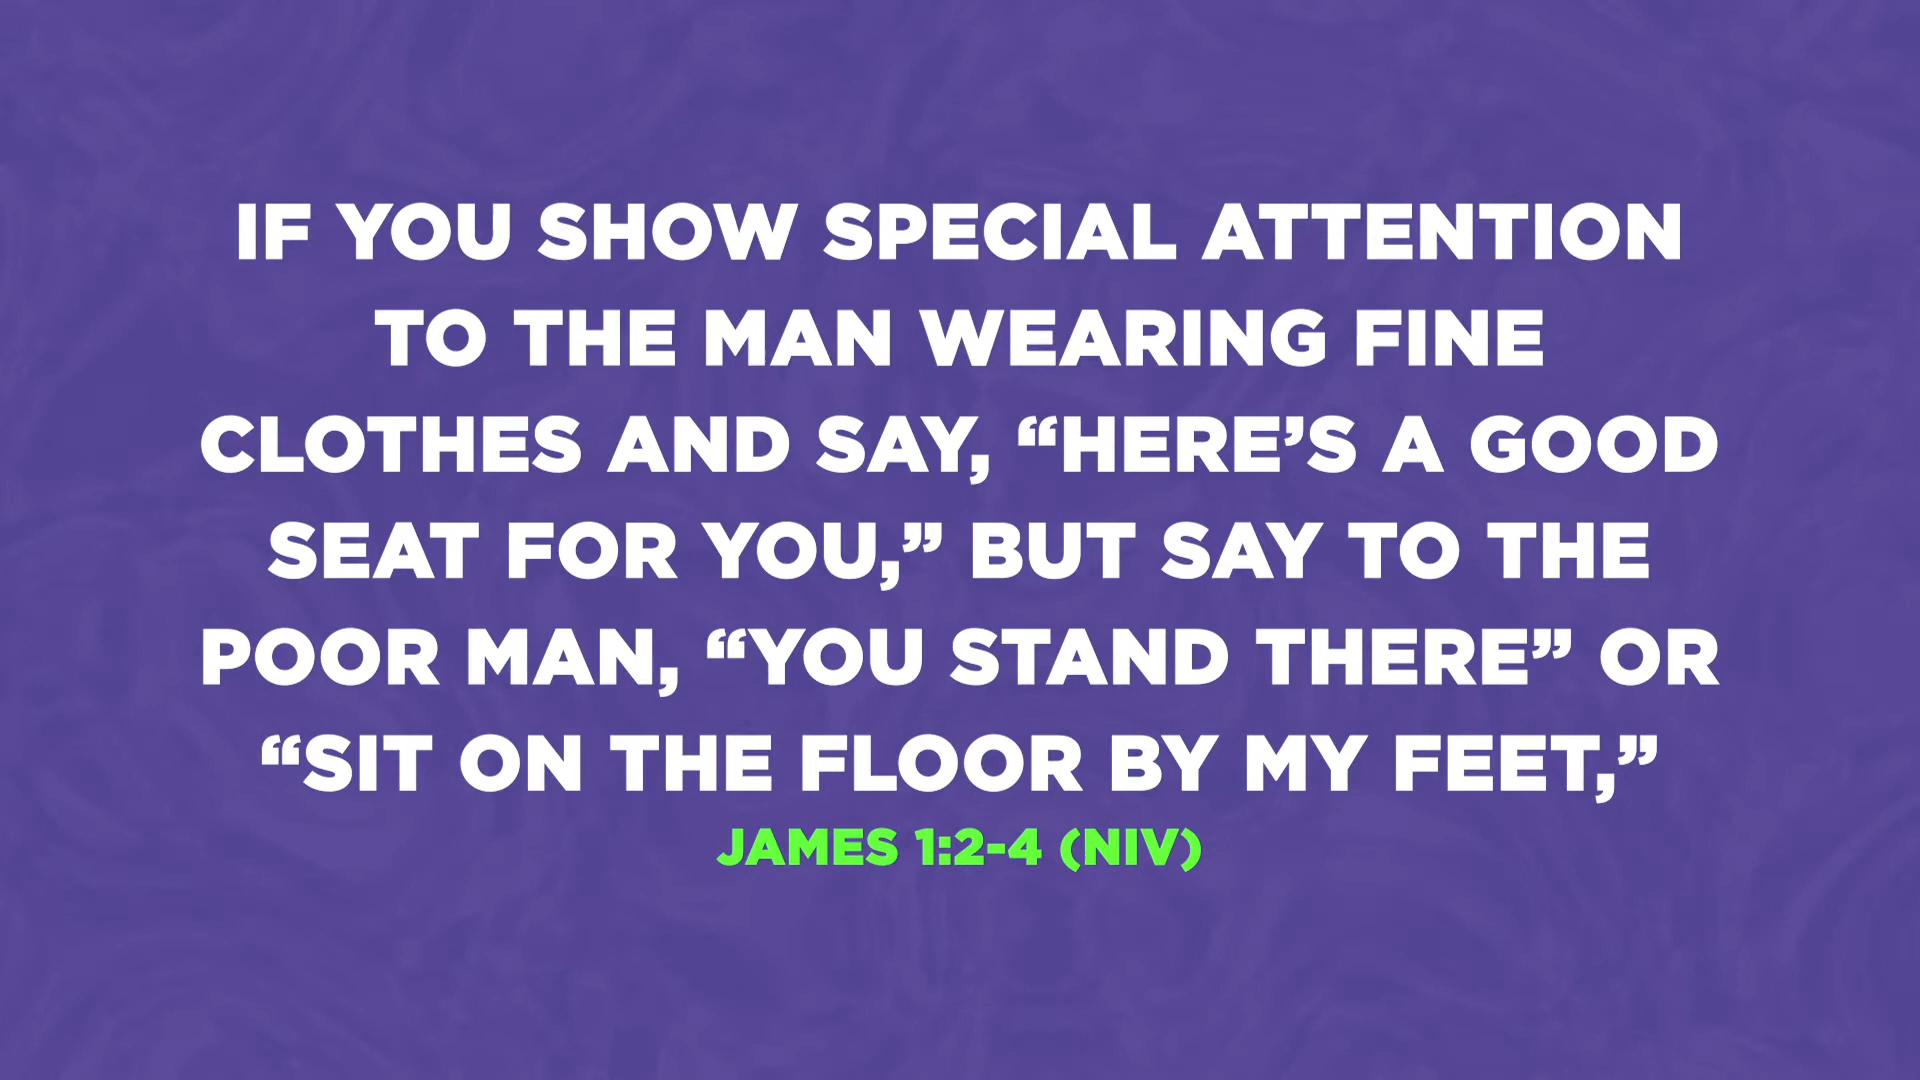 IF YOU SHOW SPECIAL ATTENTION
TO THE MAN WEARING FINE
CLOTHES AND SAY, “HERE’S A GOOD
SEAT FOR YOU,” BUT SAY TO THE
POOR MAN, “YOU STAND THERE” OR
“SIT ON THE FLOOR BY MY FEET,”
JAMES 1:2-4 (NIV)